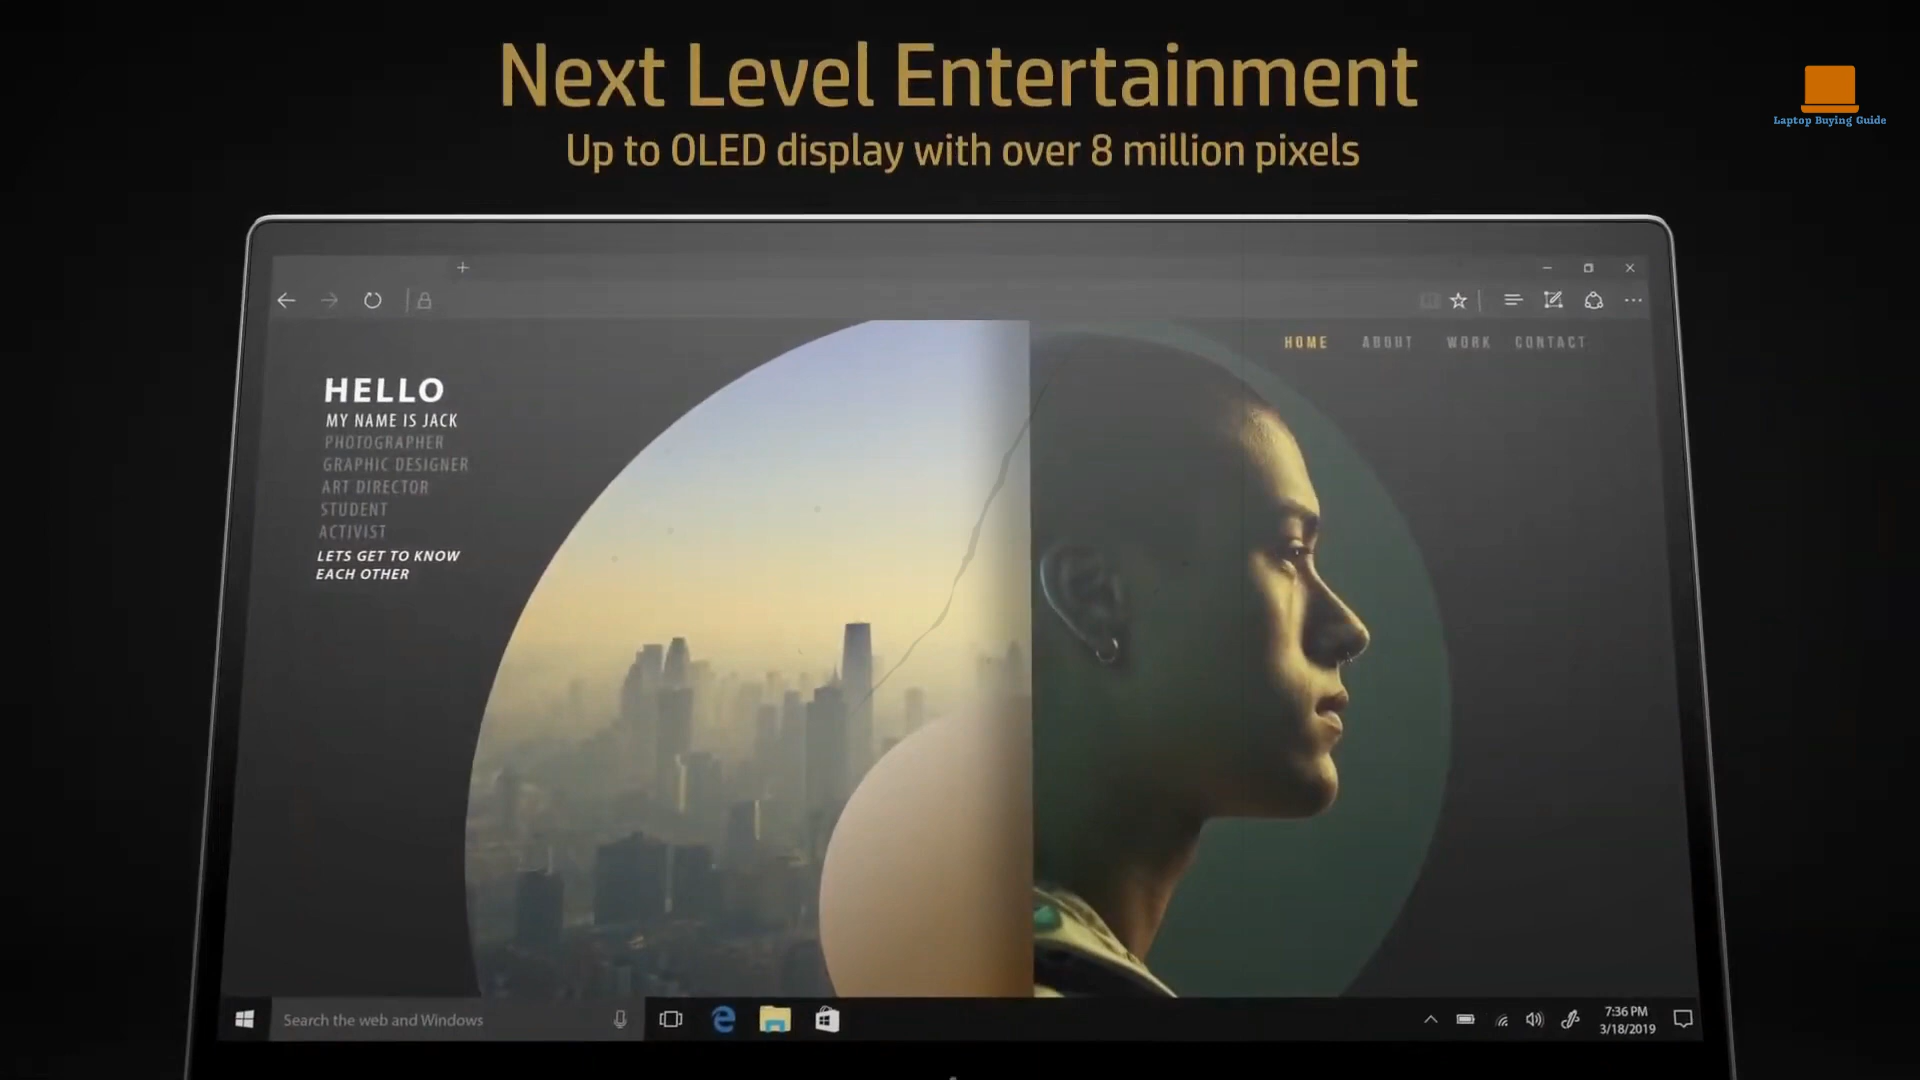 Next Level Entertainment
Up to OLED display with over 8 million pixels
Laptop Buying Guide
HOME ABOUT WORK CONTACT
HELLO
MY NAME IS JACK
PHOTOGRAPHER
GRAPHIC DESIGNER
ART DIRECTOR
STUDENT
ACTIVIST
LETS GET TO KNOW
EACH OTHER
Search the web and Windows
7:36 PM
3/18/2019